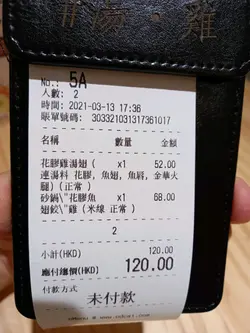 雞
No.: 5A
人數: 2
時間: 2021-03-13 17:36
賬單號碼: 303321031317361017
名稱 數量 金額
花膠雞湯翅( x1 52.00
連湯料 花膠，魚翅，魚唇，金華火
腿)(正常)
砂鍋\"花膠魚 x1 68.00
翅餃\"雞(米線 正常)
2
小計(HKD) 120.00
應付總價(HKD) 120.00
付款方式
未付款